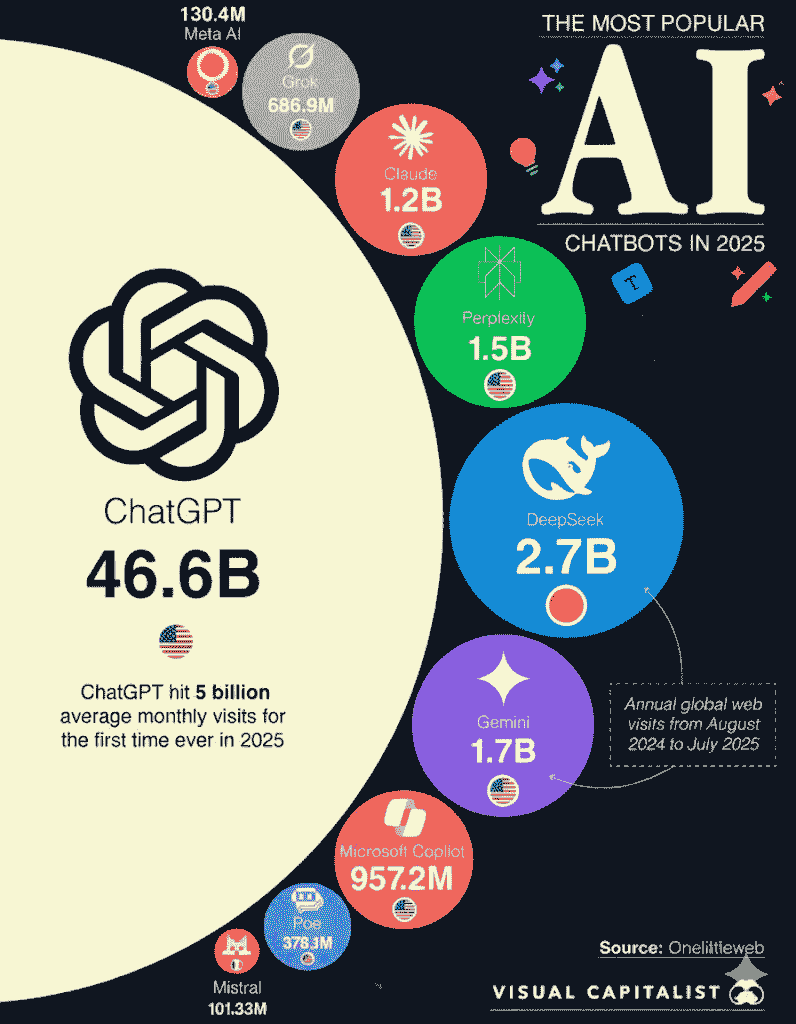 THE MOST POPULAR
AI
CHATBOTS IN 2025
130.4M
Meta AI
Grok
686.9M
Claude
1.2B
Perplexity
1.5B
DeepSeek
2.7B
ChatGPT
46.6B
ChatGPT hit 5 billion
average monthly visits for
the first time ever in 2025
Annual global web
visits from August
2024 to July 2025
Gemini
1.7B
Microsoft Copilot
957.2M
Poe
378.1M
Mistral
101.33M
T
Source: Onelittleweb
VISUAL CAPITALIST